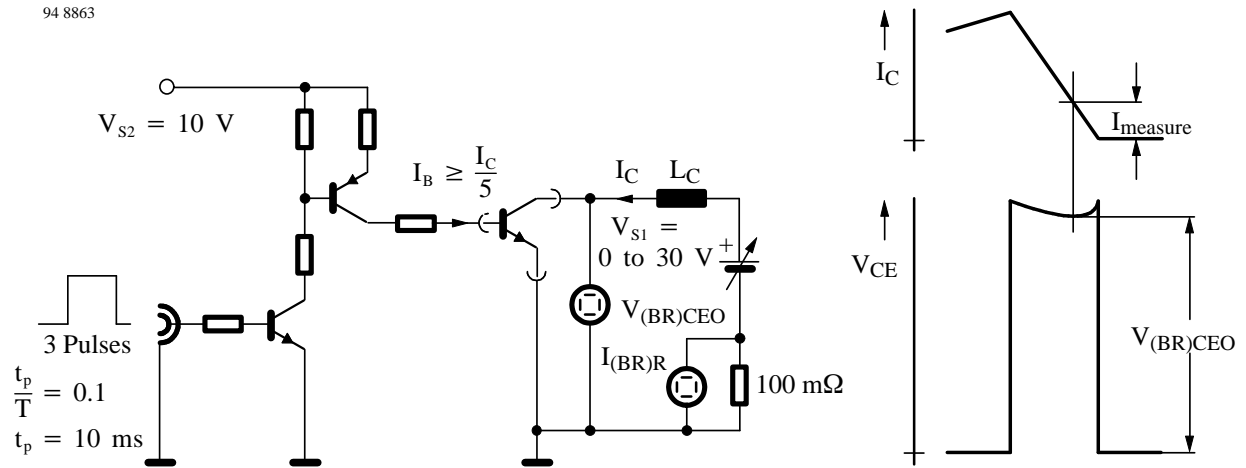 94 8863
V_S2 = 10 V
I_B ≥ I_C/5
I_C
L_C
V_S1 =
0 to 30 V
+
V_(BR)CEO
I_(BR)R
100 mΩ
3 Pulses
t_p/T = 0.1
t_p = 10 ms
I_C
I_measure
V_CE
V_(BR)CEO